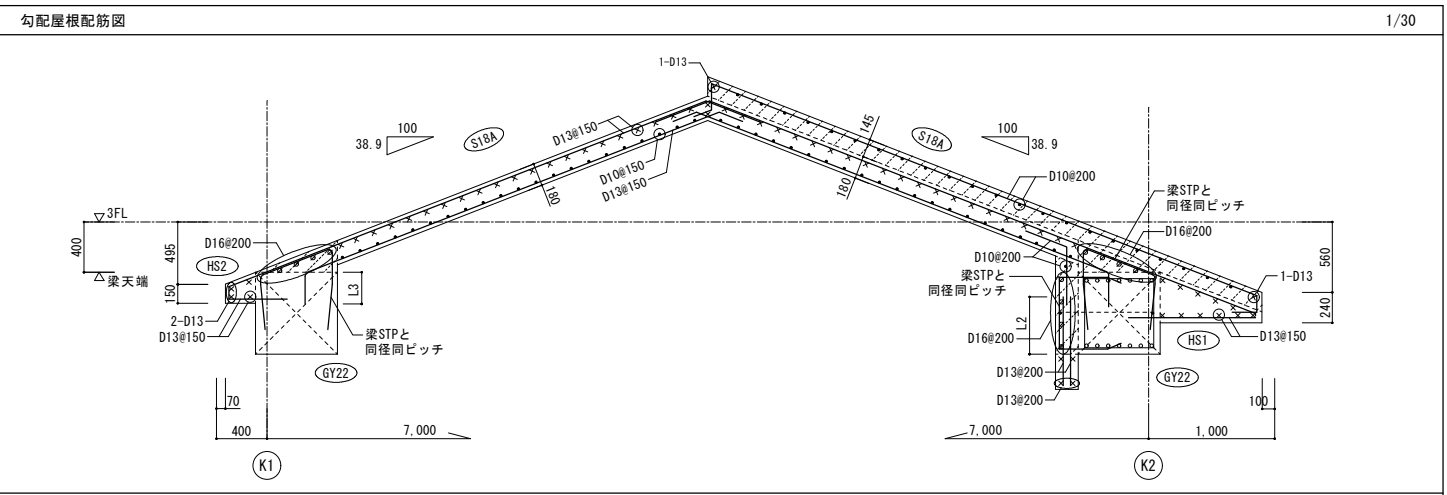 勾配屋根配筋図
1/30
1-D13
100
38.9
S18A
D13@150
D10@150
D13@150
180
145
180
S18A
100
38.9
D10@200
梁STPと
同径同ピッチ
D16@200
3FL
400
495
150
梁天端
HS2
D16@200
2-D13
D13@150
L3
梁STPと
同径同ピッチ
GY22
D10@200
梁STPと
同径同ピッチ
L2
D16@200
D13@200
D13@200
560
240
1-D13
D13@150
HS1
GY22
70
400
7,000
K1
7,000
100
1,000
K2